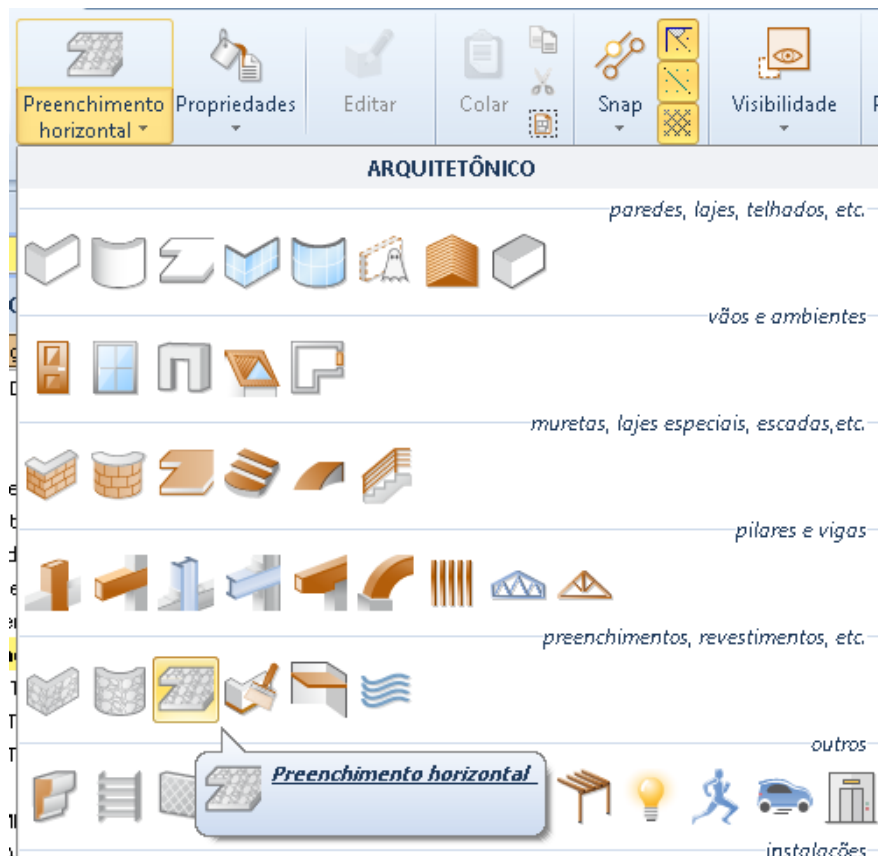 Preenchimento horizontal
Propriedades
Editar
Colar
Snap
Visibilidade
ARQUITETÔNICO
paredes, lajes, telhados, etc.
vãos e ambientes
muretas, lajes especiais, escadas,etc.
pilares e vigas
preenchimentos, revestimentos, etc.
outros
Preenchimento horizontal
instalações